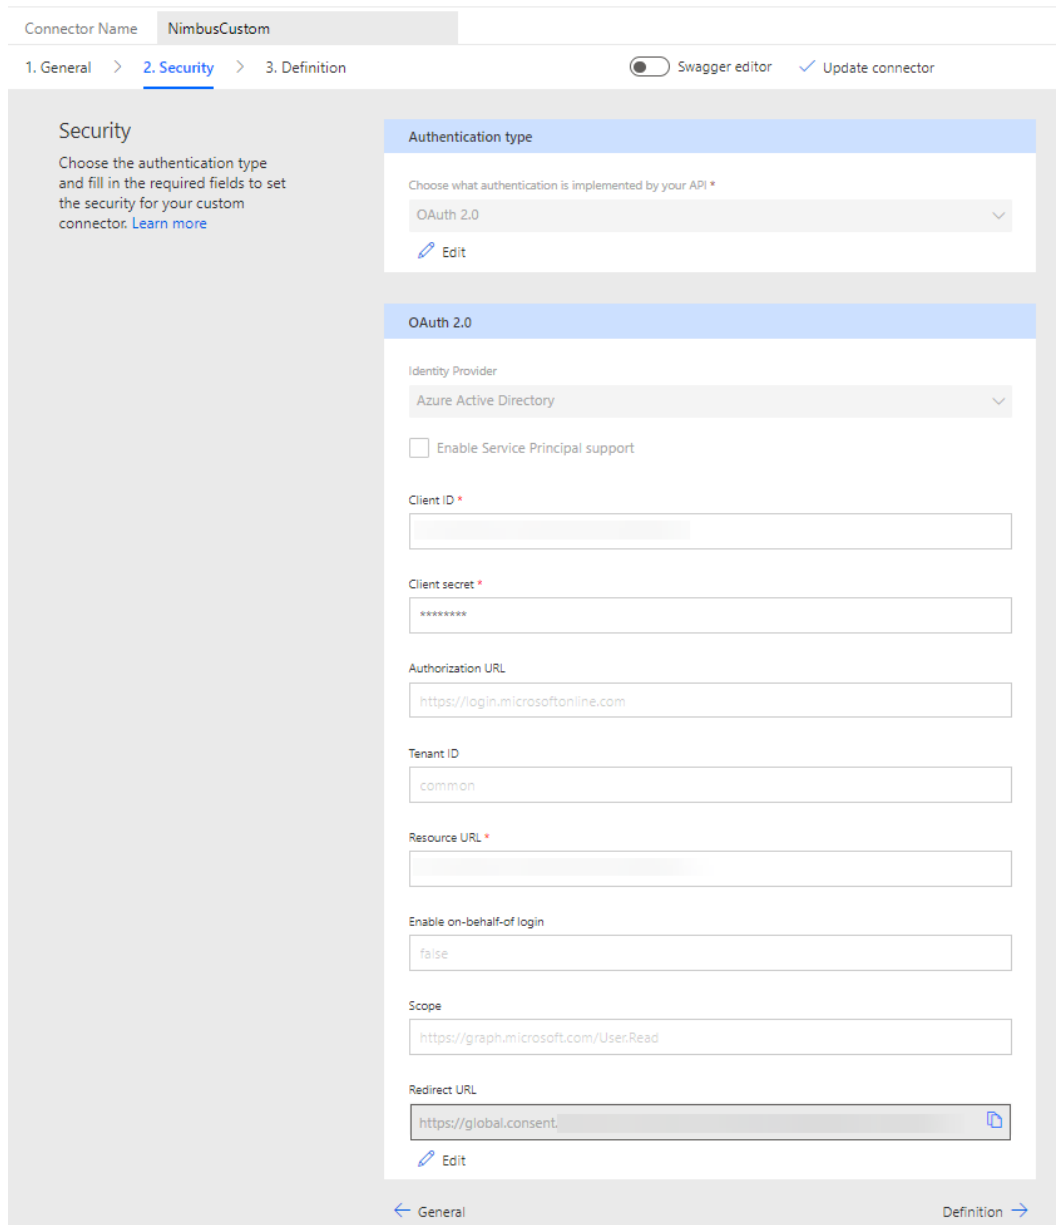 Connector Name NimbusCustom
1. General > 2. Security > 3. Definition Swagger editor Update connector
Security
Choose the authentication type
and fill in the required fields to set
the security for your custom
connector. Learn more
Authentication type
Choose what authentication is implemented by your API *
OAuth 2.0
Edit
OAuth 2.0
Identity Provider
Azure Active Directory
Enable Service Principal support
Client ID *
Client secret *
********
Authorization URL
https://login.microsoftonline.com
Tenant ID
common
Resource URL *
Enable on-behalf-of login
false
Scope
https://graph.microsoft.com/User.Read
Redirect URL
https://global.consent.
Edit
General Definition